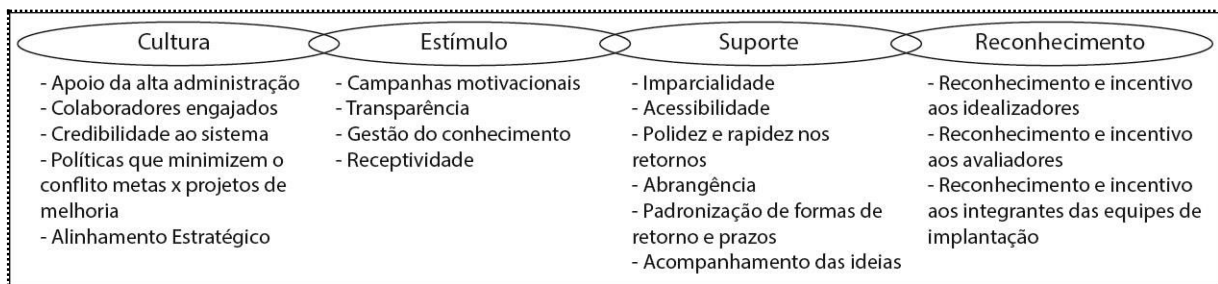 Cultura
- Apoio da alta administração
- Colaboradores engajados
- Credibilidade ao sistema
- Políticas que minimizem o
conflito metas x projetos de
melhoria
- Alinhamento Estratégico
Estímulo
- Campanhas motivacionais
- Transparência
- Gestão do conhecimento
- Receptividade
Suporte
- Imparcialidade
- Acessibilidade
- Polidez e rapidez nos
retornos
- Abrangência
- Padronização de formas de
retorno e prazos
- Acompanhamento das ideias
Reconhecimento
- Reconhecimento e incentivo
aos idealizadores
- Reconhecimento e incentivo
aos avaliadores
- Reconhecimento e incentivo
aos integrantes das equipes de
implantação